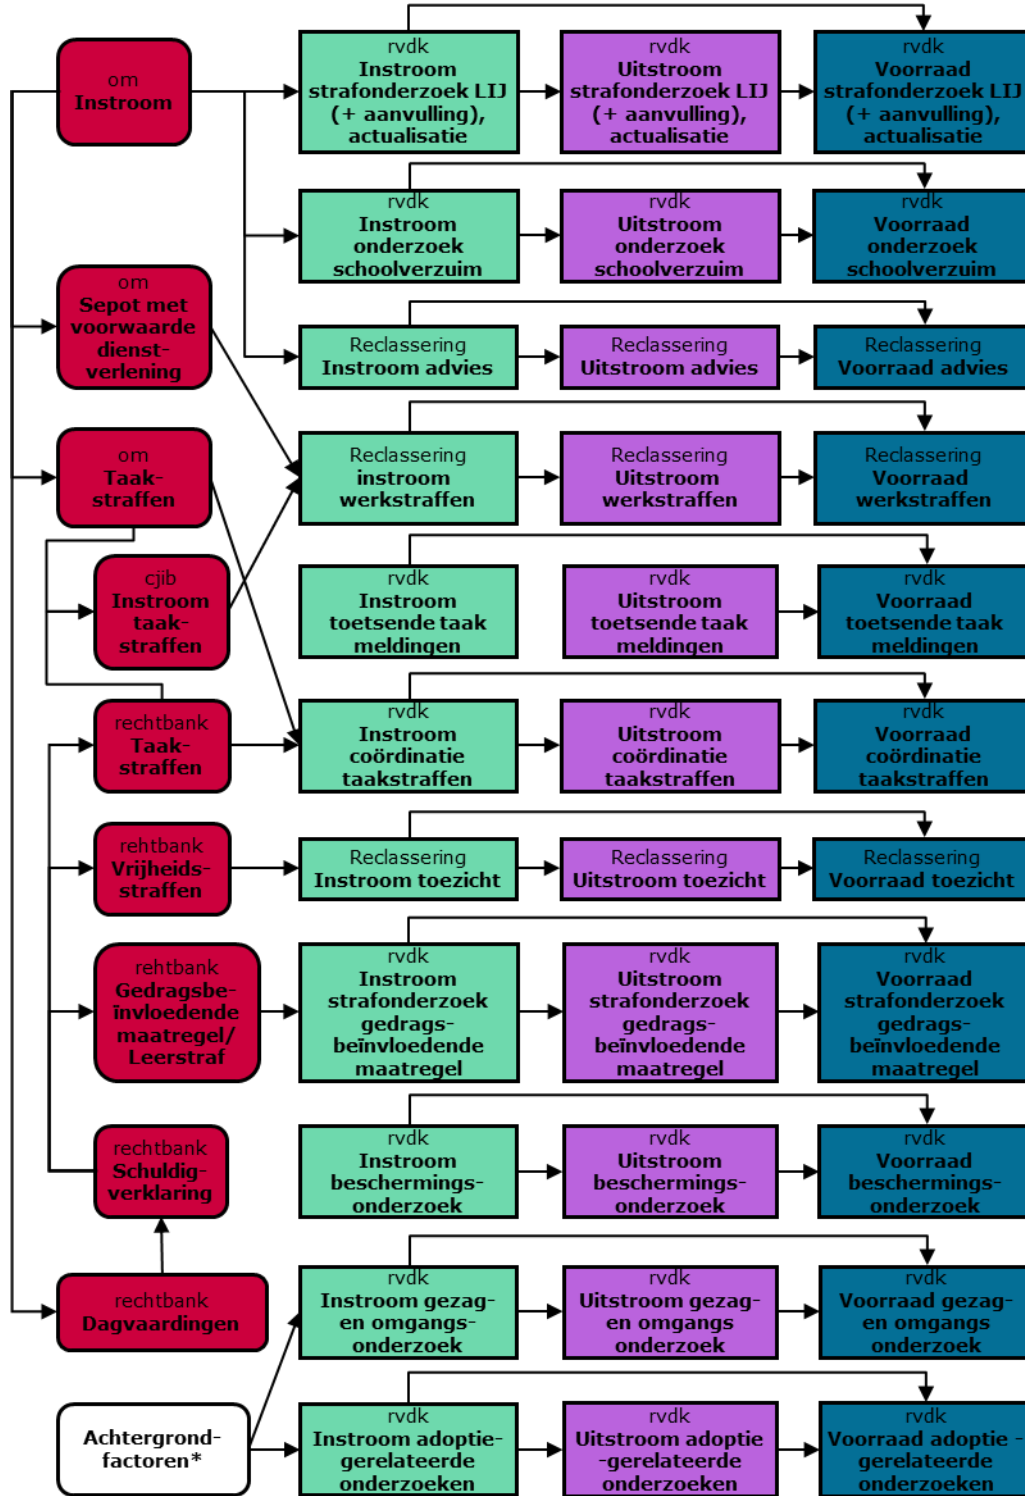 om
Instroom
rvdk
Instroom
strafonderzoek LIJ
(+ aanvulling),
actualisatie
rvdk
Uitstroom
strafonderzoek LIJ
(+ aanvulling),
actualisatie
rvdk
Voorraad
strafonderzoek LIJ
(+ aanvulling),
actualisatie
rvdk
Instroom
onderzoek
schoolverzuim
rvdk
Uitstroom
onderzoek
schoolverzuim
rvdk
Voorraad
onderzoek
schoolverzuim
om
Sepot met
voorwaarde
dienst-
verlening
Reclassering
Instroom advies
Reclassering
Uitstroom advies
Reclassering
Voorraad advies
om
Taak-
straffen
Reclassering
instroom
werkstraffen
Reclassering
Uitstroom
werkstraffen
Reclassering
Voorraad
werkstraffen
cjib
Instroom
taak-
straffen
rvdk
Instroom
toetsende taak
meldingen
rvdk
Uitstroom
toetsende taak
meldingen
rvdk
Voorraad
toetsende taak
meldingen
rechtbank
Taak-
straffen
rvdk
Instroom
coördinatie
taakstraffen
rvdk
Uitstroom
coördinatie
taakstraffen
rvdk
Voorraad
coördinatie
taakstraffen
rehtbank
Vrijheids-
straffen
Reclassering
Instroom toezicht
Reclassering
Uitstroom toezicht
Reclassering
Voorraad toezicht
rehtbank
Gedragsbe-
ïnvloedende
maatregel/
Leerstraf
rvdk
Instroom
strafonderzoek
gedrags-
beïnvloedende
maatregel
rvdk
Uitstroom
strafonderzoek
gedrags-
beïnvloedende
maatregel
rvdk
Voorraad
strafonderzoek
gedrags-
beïnvloedende
maatregel
rechtbank
Schuldig-
verklaring
rvdk
Instroom
beschermings-
onderzoek
rvdk
Uitstroom
beschermings-
onderzoek
rvdk
Voorraad
beschermings-
onderzoek
rechtbank
Dagvaardingen
rvdk
Instroom gezag-
en omgangs-
onderzoek
rvdk
Uitstroom gezag-
en omgangs
onderzoek
rvdk
Voorraad gezag-
en omgangs
onderzoek
Achtergrond-
factoren*
rvdk
Instroom adoptie-
gerelateerde
onderzoeken
rvdk
Uitstroom adoptie
-gerelateerde
onderzoeken
rvdk
Voorraad adoptie -
gerelateerde
onderzoeken